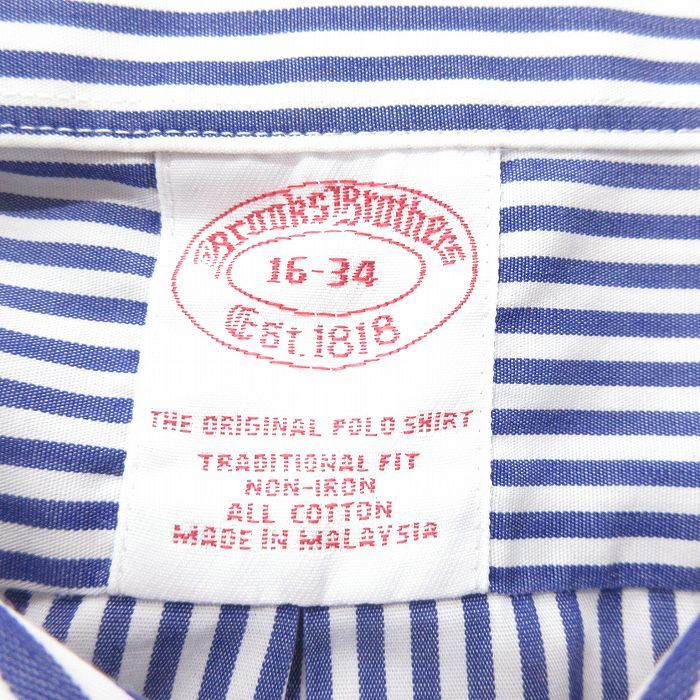 Brooks Brothers
16-34
Est. 1818
THE ORIGINAL POLO SHIRT
TRADITIONAL FIT
NON-IRON
ALL COTTON
MADE IN MALAYSIA